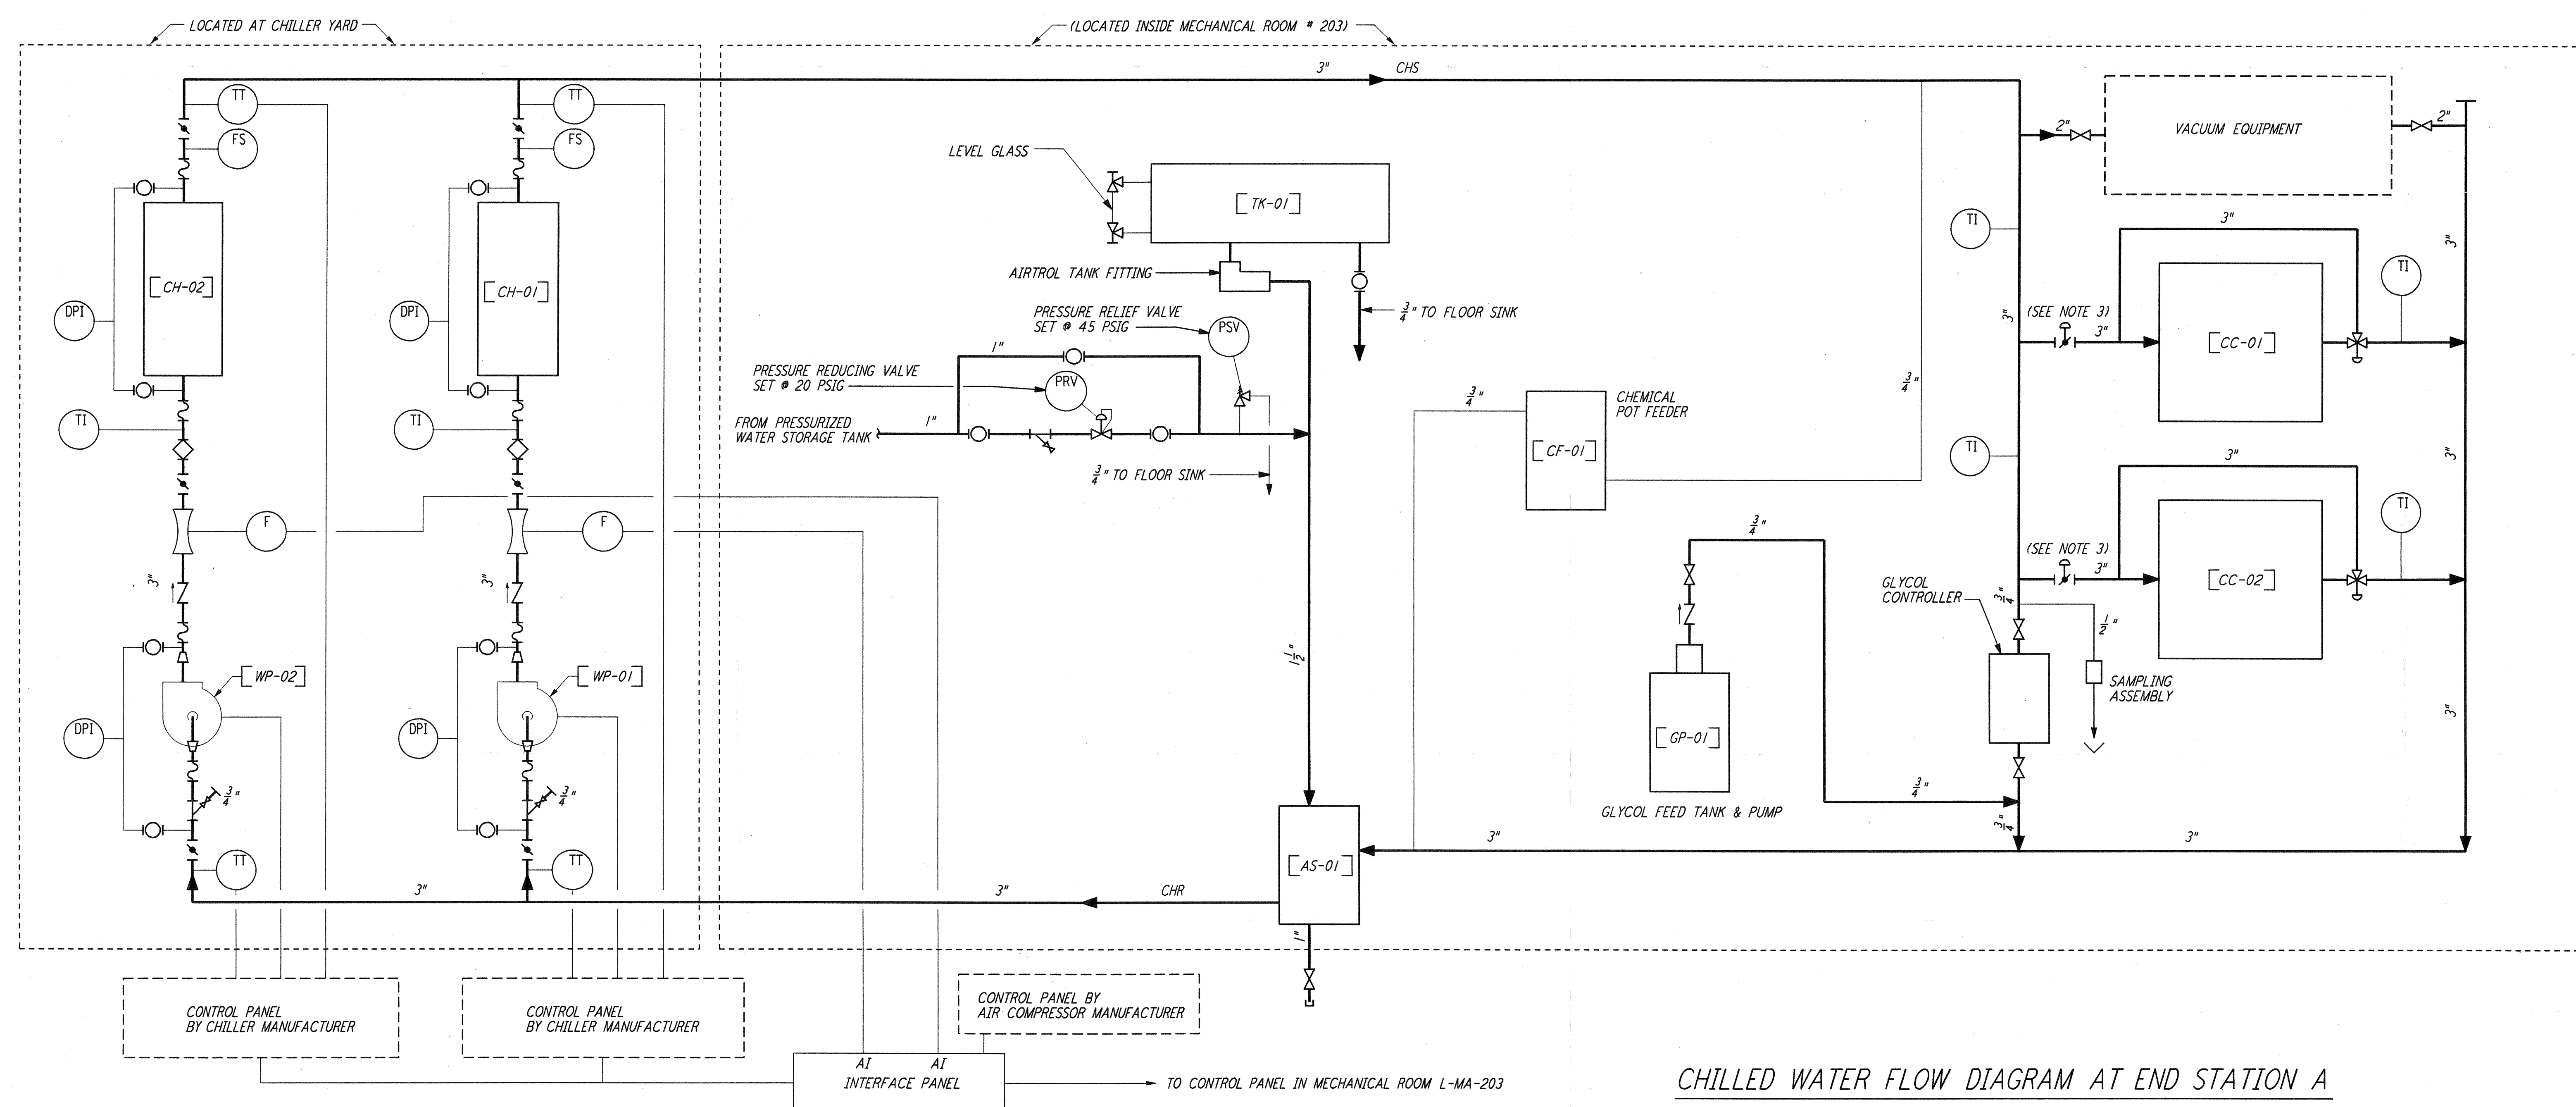 LOCATED AT CHILLER YARD
(LOCATED INSIDE MECHANICAL ROOM # 203)
3" CHS
TT
TT
FS
FS
2"
VACUUM EQUIPMENT
2"
LEVEL GLASS
[TK-01]
TI
3"
3"
AIRTROL TANK FITTING
TI
[CH-02]
[CH-01]
DPI
DPI
PRESSURE RELIEF VALVE
SET @ 45 PSIG
PSV
3/4" TO FLOOR SINK
3"
(SEE NOTE 3)
3"
[CC-01]
1"
PRESSURE REDUCING VALVE
SET @ 20 PSIG
PRV
3/4"
3/4"
CHEMICAL
POT FEEDER
TI
TI
1"
FROM PRESSURIZED
WATER STORAGE TANK
[CF-01]
TI
3"
3"
3/4" TO FLOOR SINK
TI
F
F
3/4"
(SEE NOTE 3)
3"
[CC-02]
3"
3"
GLYCOL
CONTROLLER
3/4"
1/2"
[WP-02]
[WP-01]
1 1/2"
SAMPLING
ASSEMBLY
3"
DPI
DPI
[GP-01]
3/4"
3/4"
3/4"
GLYCOL FEED TANK & PUMP
3/4"
3"
3"
TT
TT
[AS-01]
3"
3"
CHR
1"
CONTROL PANEL
BY CHILLER MANUFACTURER
CONTROL PANEL
BY CHILLER MANUFACTURER
CONTROL PANEL BY
AIR COMPRESSOR MANUFACTURER
AI
AI
INTERFACE PANEL
TO CONTROL PANEL IN MECHANICAL ROOM L-MA-203
CHILLED WATER FLOW DIAGRAM AT END STATION A